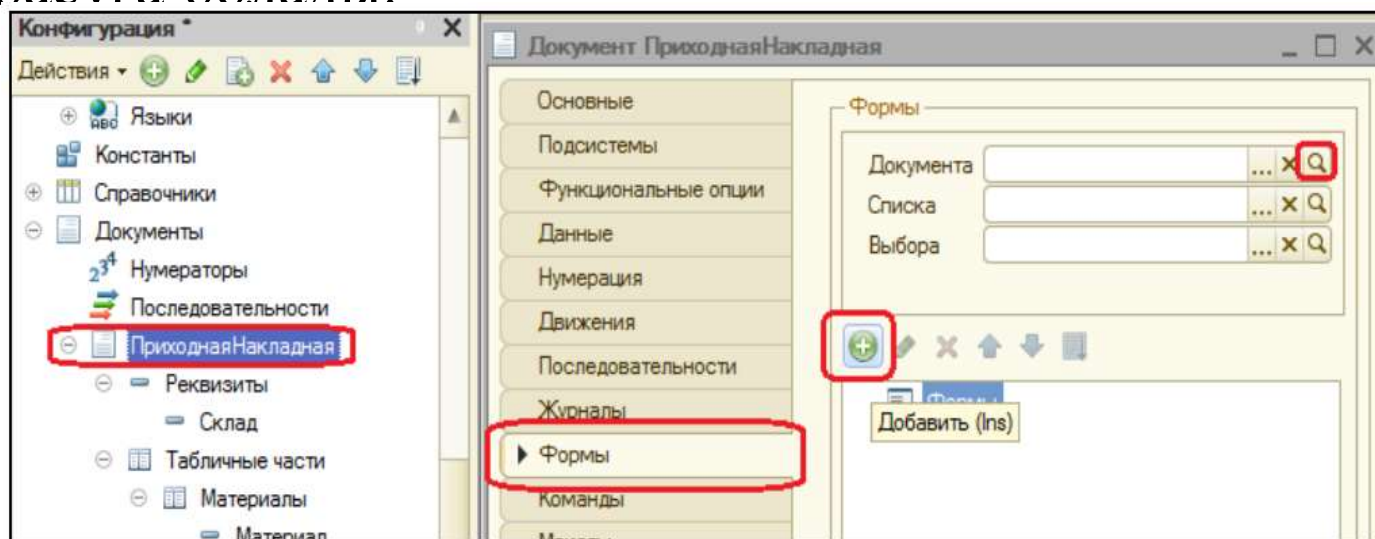 Конфигурация *
Действия
Языки
Константы
Справочники
Документы
Нумераторы
Последовательности
ПриходнаяНакладная
Реквизиты
Склад
Табличные части
Материалы
Материал
Документ ПриходнаяНакладная
Основные
Подсистемы
Функциональные опции
Данные
Нумерация
Движения
Последовательности
Журналы
Формы
Команды
Формы
Документа
Списка
Выбора
Формы
Добавить (Ins)